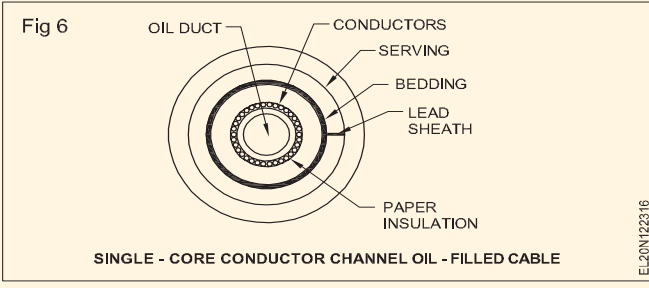 Fig 6
OIL DUCT
CONDUCTORS
SERVING
BEDDING
LEAD
SHEATH
PAPER
INSULATION
SINGLE - CORE CONDUCTOR CHANNEL OIL - FILLED CABLE
EL20N122316